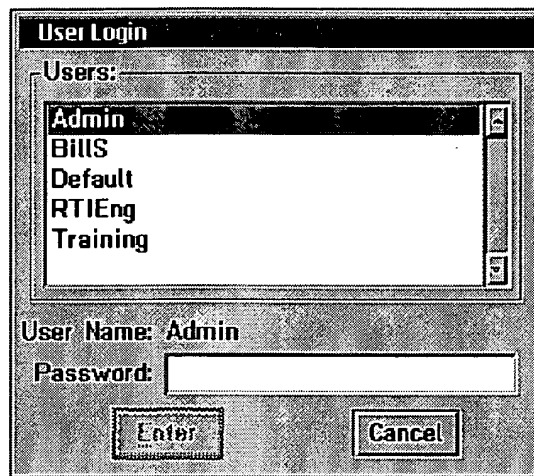 User Login
Users:
Admin
BillS
Default
RTIEng
Training
User Name: Admin
Password:
Enter
Cancel